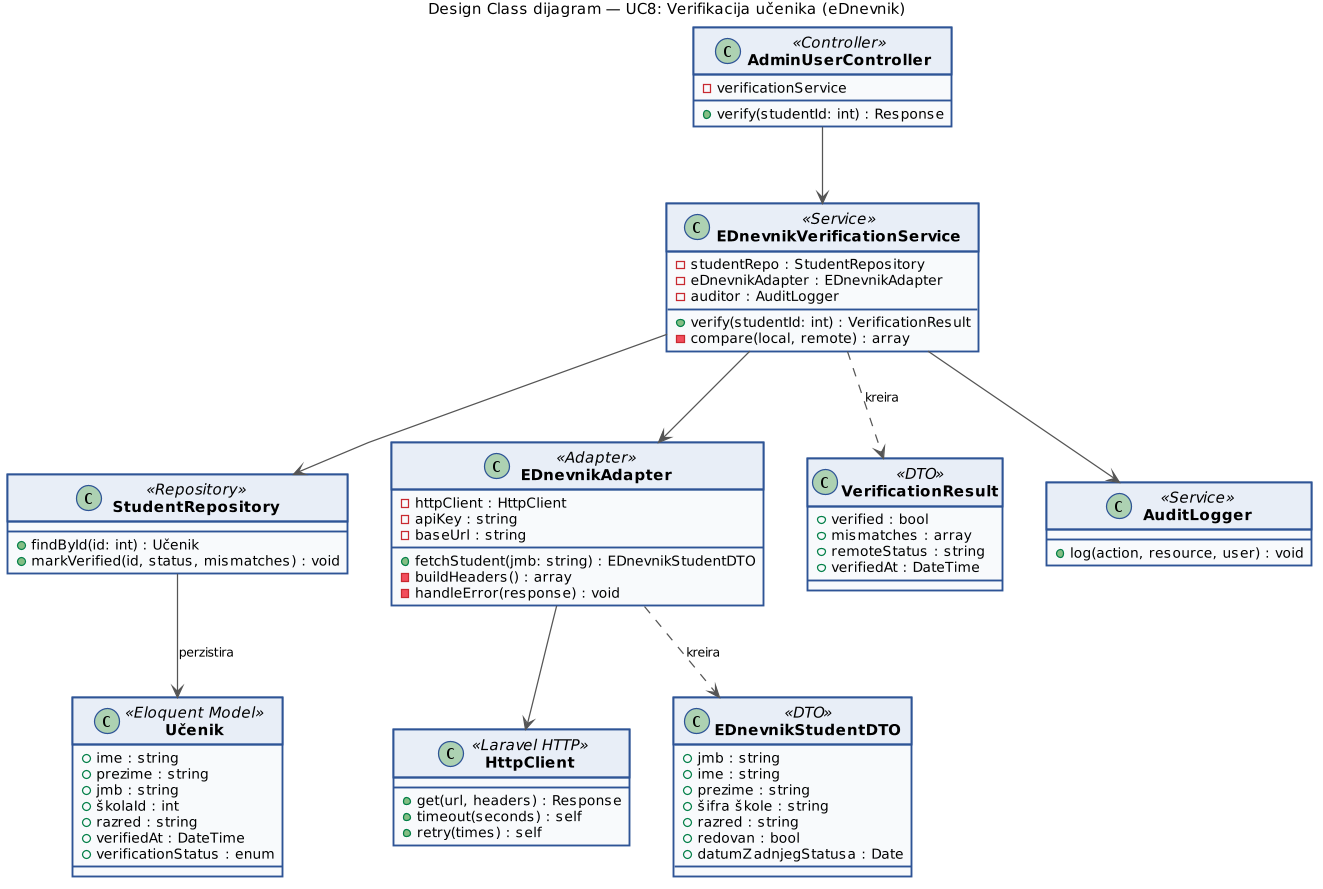 Design Class dijagram — UC8: Verifikacija učenika (eDnevnik)
«Controller»
C
AdminUserController
verificationService
verify(studentId: int) : Response
«Service»
C
EDnevnikVerificationService
studentRepo : StudentRepository
eDnevnikAdapter : EDnevnikAdapter
auditor : AuditLogger
verify(studentId: int) : VerificationResult
compare(local, remote) : array
kreira
«Repository»
C
StudentRepository
findById(id: int) : Učenik
markVerified(id, status, mismatches) : void
«Adapter»
C
EDnevnikAdapter
httpClient : HttpClient
apiKey : string
baseUrl : string
fetchStudent(jmb: string) : EDnevnikStudentDTO
buildHeaders() : array
handleError(response) : void
«DTO»
C
VerificationResult
verified : bool
mismatches : array
remoteStatus : string
verifiedAt : DateTime
«Service»
C
AuditLogger
log(action, resource, user) : void
perzistira
kreira
«Eloquent Model»
C
Učenik
ime : string
prezime : string
jmb : string
školaId : int
razred : string
verifiedAt : DateTime
verificationStatus : enum
«Laravel HTTP»
C
HttpClient
get(url, headers) : Response
timeout(seconds) : self
retry(times) : self
«DTO»
C
EDnevnikStudentDTO
jmb : string
ime : string
prezime : string
šifra škole : string
razred : string
redovan : bool
datumZadnjegStatusa : Date